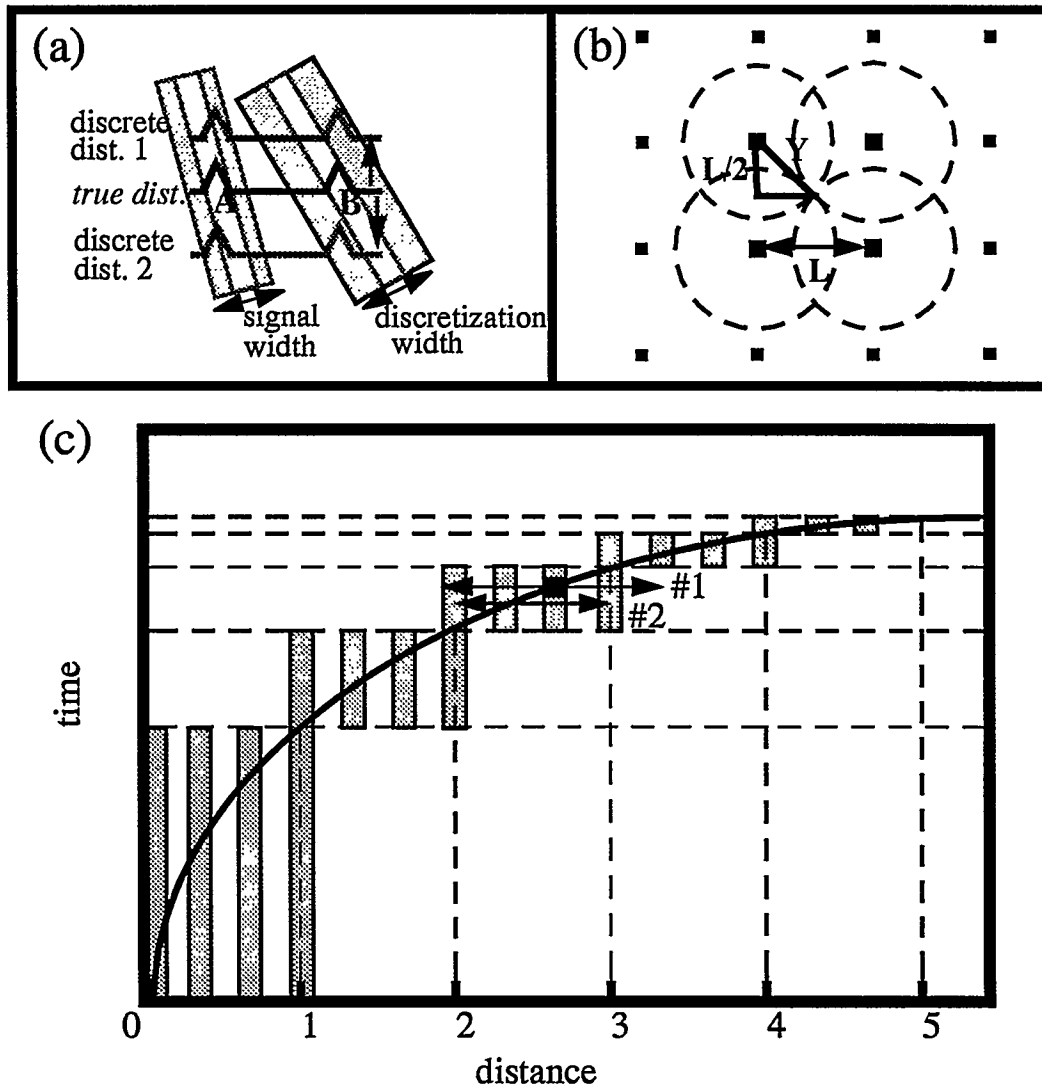 (a)
discrete
dist. 1
true dist.
discrete
dist. 2
A
B
signal
width
discretization
width
(b)
Y
L/2
L
(c)
time
#1
#2
0
1
2
3
4
5
distance